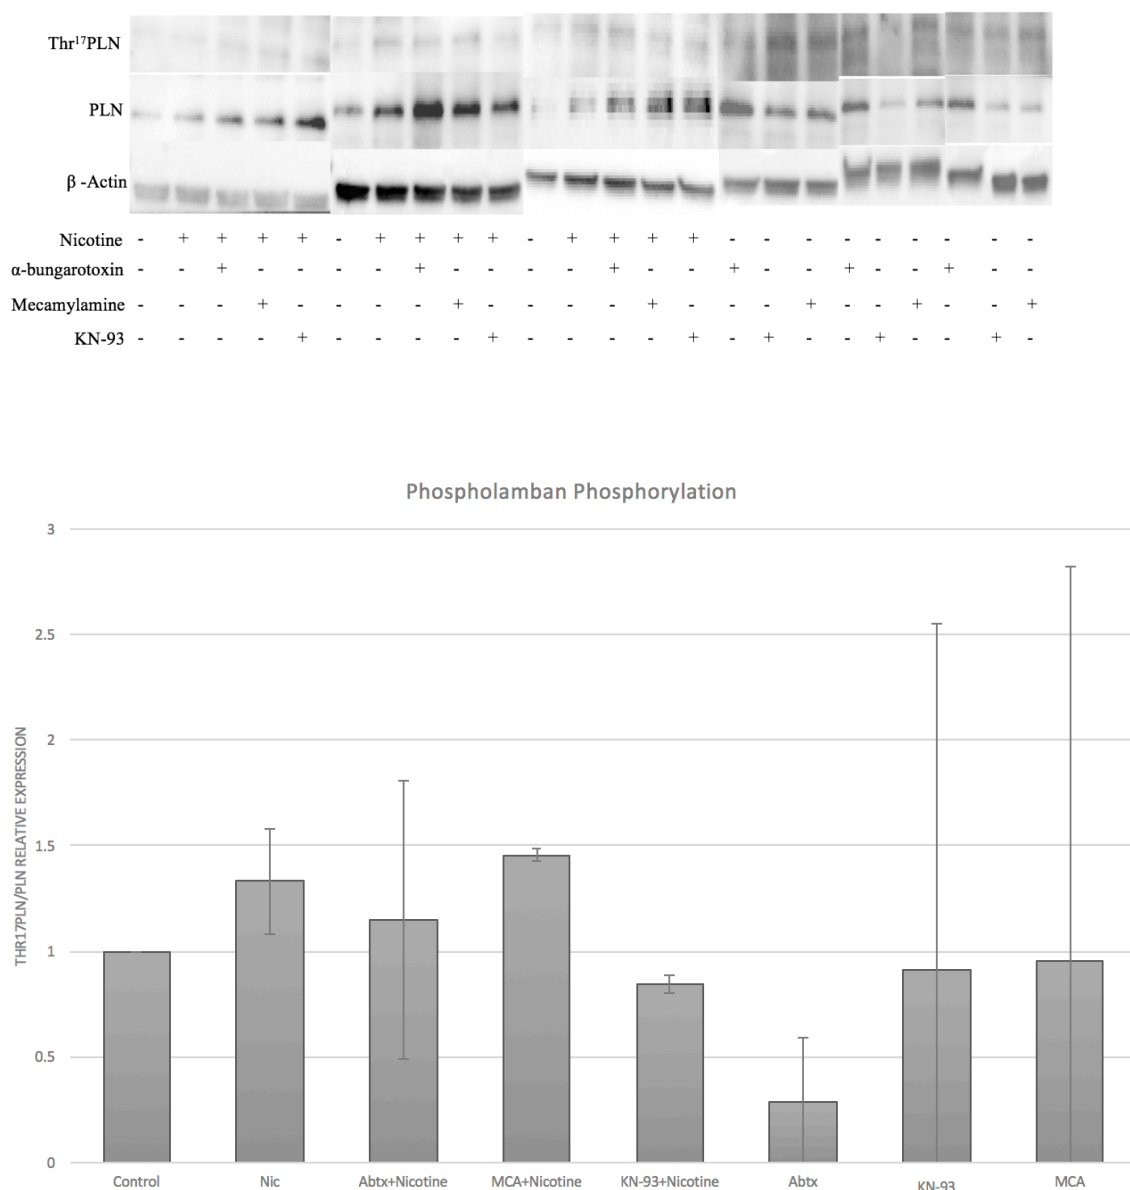 Thr¹⁷PLN
PLN
β -Actin
Nicotine - + + + + - + + + + - + + + + - - - - - - - - -
α-bungarotoxin - - + - - - - + - - - - + - - + - - + - - + - -
Mecamylamine - - - + - - - - + - - - - + - - - + - - + - - +
KN-93 - - - - + - - - - + - - - - + - + - - + - - + -
Phospholamban Phosphorylation
THR17PLN/PLN RELATIVE EXPRESSION
3
2.5
2
1.5
1
0.5
0
Control Nic Abtx+Nicotine MCA+Nicotine KN-93+Nicotine Abtx KN-93 MCA